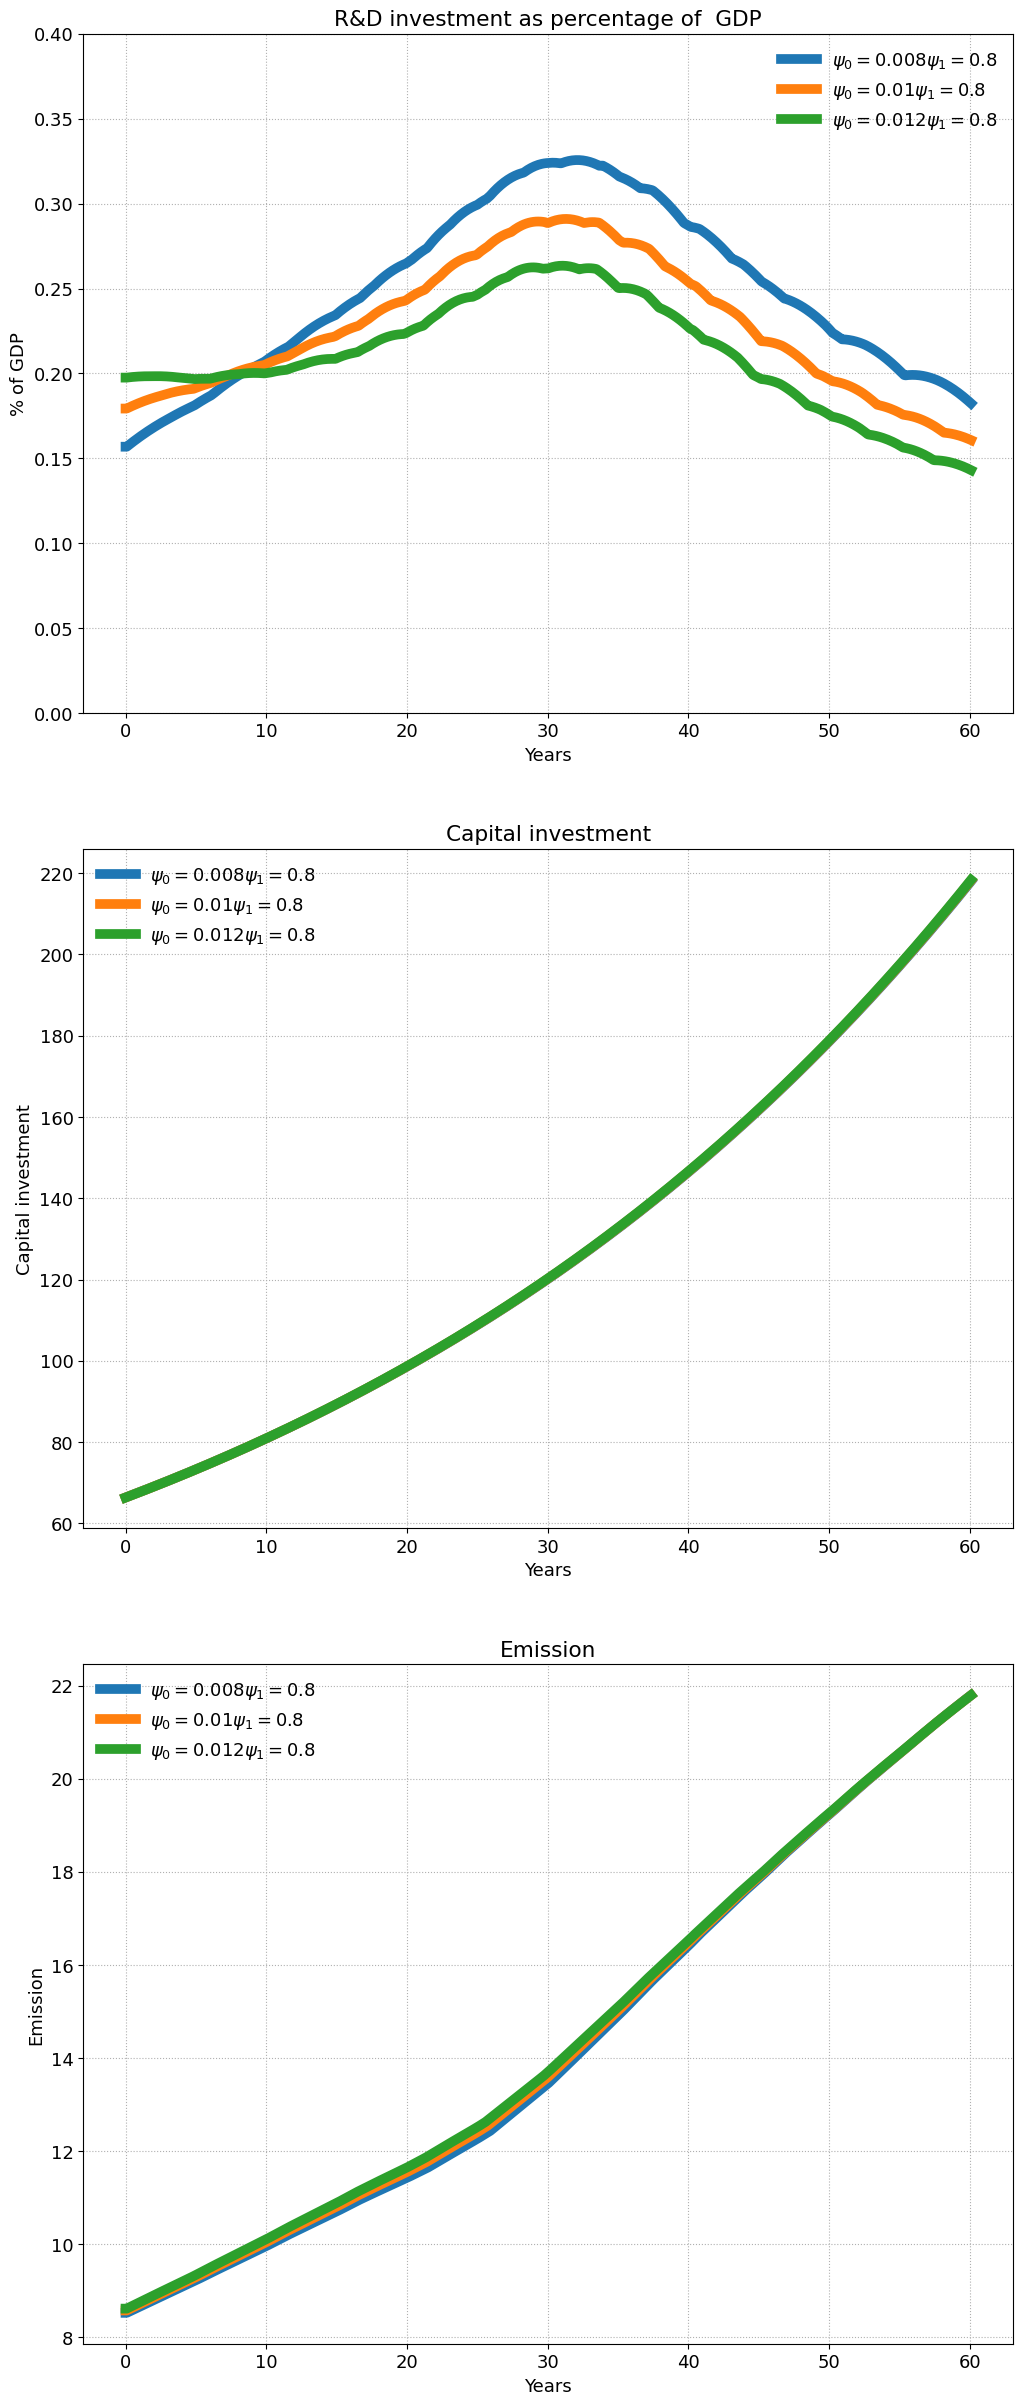 R&D investment as percentage of  GDP
0.40
0.35
0.30
0.25
0.20
0.15
0.10
0.05
0.00
% of GDP
ψ₀ = 0.008ψ₁ = 0.8
ψ₀ = 0.01ψ₁ = 0.8
ψ₀ = 0.012ψ₁ = 0.8
0 10 20 30 40 50 60
Years
Capital investment
220
200
180
160
140
120
100
80
60
Capital investment
ψ₀ = 0.008ψ₁ = 0.8
ψ₀ = 0.01ψ₁ = 0.8
ψ₀ = 0.012ψ₁ = 0.8
0 10 20 30 40 50 60
Years
Emission
22
20
18
16
14
12
10
8
Emission
ψ₀ = 0.008ψ₁ = 0.8
ψ₀ = 0.01ψ₁ = 0.8
ψ₀ = 0.012ψ₁ = 0.8
0 10 20 30 40 50 60
Years